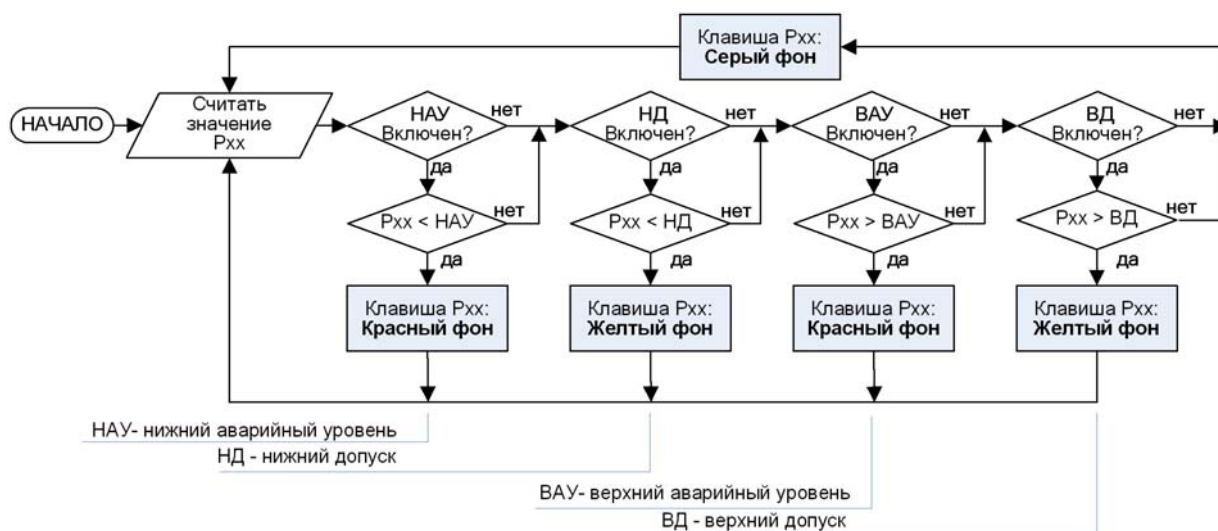 Клавиша Рхх:
Серый фон
НАЧАЛО
Считать
значение
Рхх
НАУ
Включен?
нет
да
НД
Включен?
нет
да
ВАУ
Включен?
нет
да
ВД
Включен?
нет
да
Рхх < НАУ
нет
да
Рхх < НД
нет
да
Рхх > ВАУ
нет
да
Рхх > ВД
нет
да
Клавиша Рхх:
Красный фон
Клавиша Рхх:
Желтый фон
Клавиша Рхх:
Красный фон
Клавиша Рхх:
Желтый фон
НАУ- нижний аварийный уровень
НД - нижний допуск
ВАУ- верхний аварийный уровень
ВД - верхний допуск